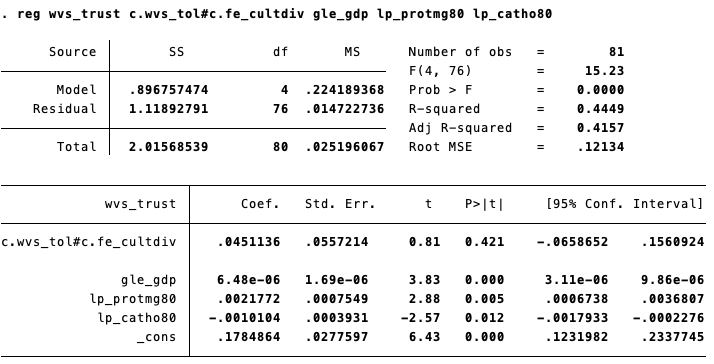 . reg wvs_trust c.wvs_tol#c.fe_cultdiv gle_gdp lp_protmg80 lp_catho80
Source | SS df MS Number of obs = 81
F(4, 76) = 15.23
Model | .896757474 4 .224189368 Prob > F = 0.0000
Residual | 1.11892791 76 .014722736 R-squared = 0.4449
Adj R-squared = 0.4157
Total | 2.01568539 80 .025196067 Root MSE = .12134
wvs_trust | Coef. Std. Err. t P>|t| [95% Conf. Interval]
c.wvs_tol#c.fe_cultdiv | .0451136 .0557214 0.81 0.421 -.0658652 .1560924
gle_gdp | 6.48e-06 1.69e-06 3.83 0.000 3.11e-06 9.86e-06
lp_protmg80 | .0021772 .0007549 2.88 0.005 .0006738 .0036807
lp_catho80 | -.0010104 .0003931 -2.57 0.012 -.0017933 -.0002276
_cons | .1784864 .0277597 6.43 0.000 .1231982 .2337745